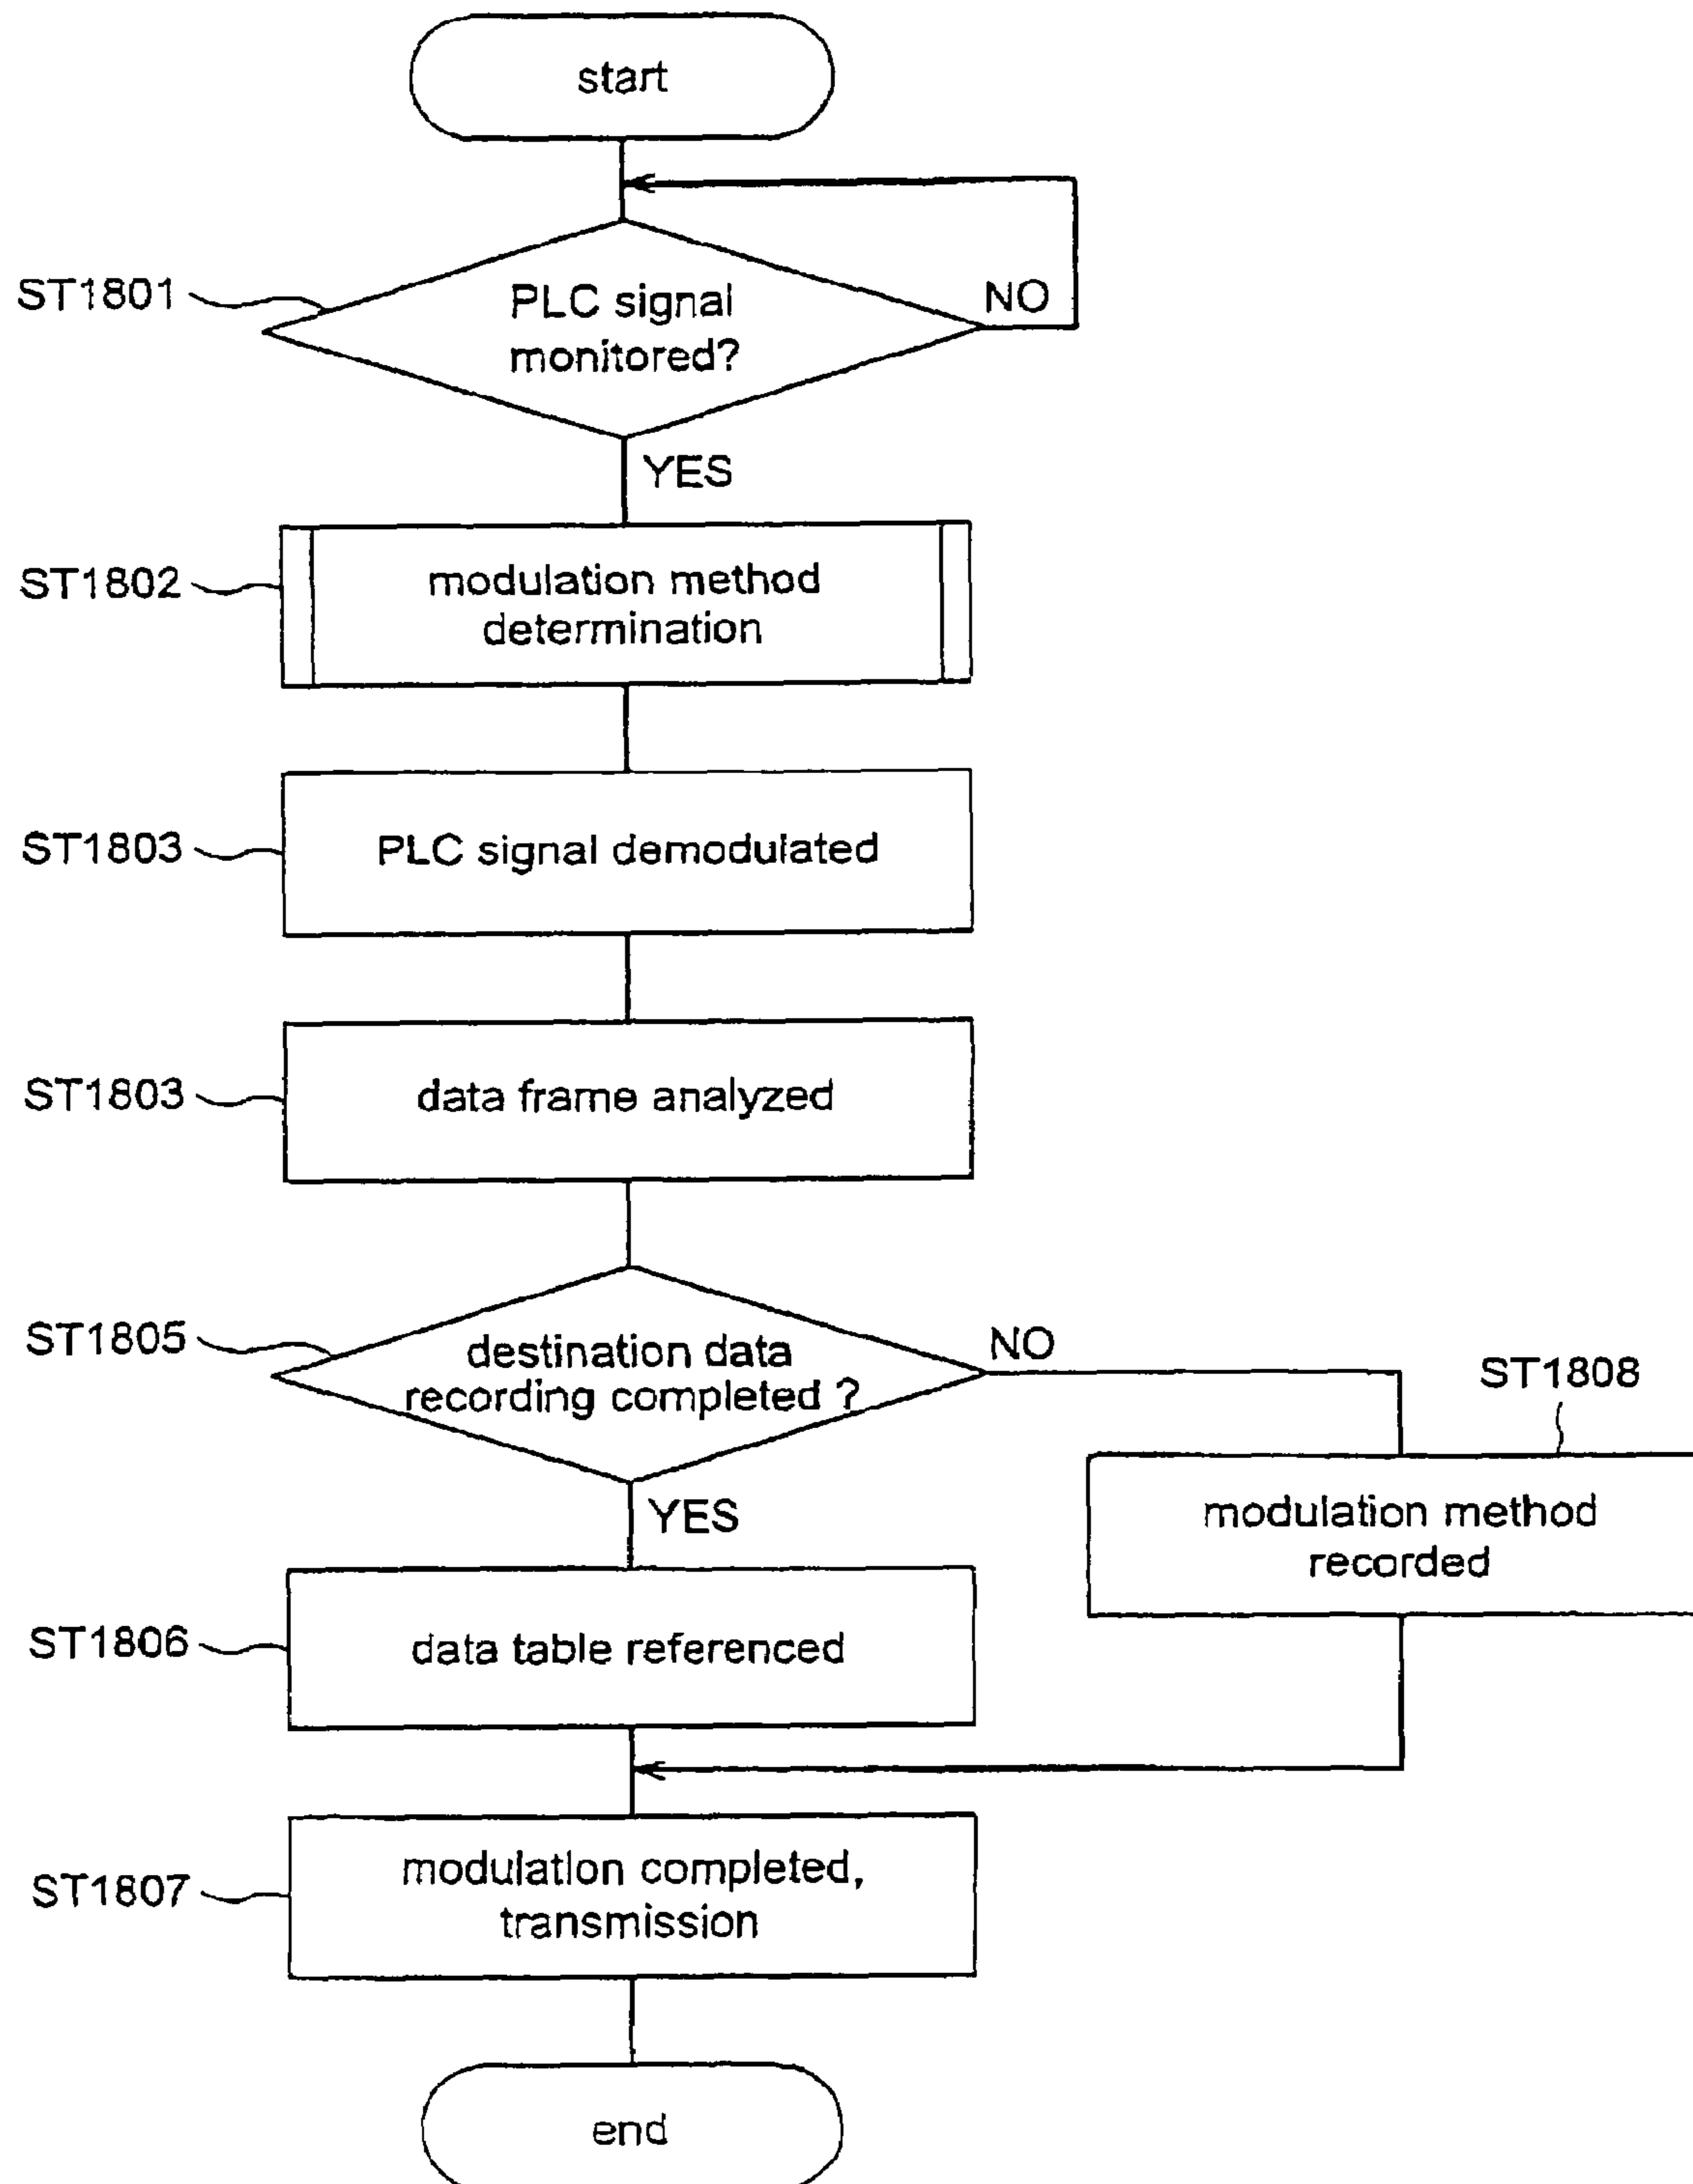 start
ST1801
PLC signal
monitored?
NO
YES
ST1802
modulation method
determination
ST1803
PLC signal demodulated
ST1803
data frame analyzed
ST1805
destination data
recording completed ?
NO
ST1808
YES
modulation method
recorded
ST1806
data table referenced
ST1807
modulation completed,
transmission
end